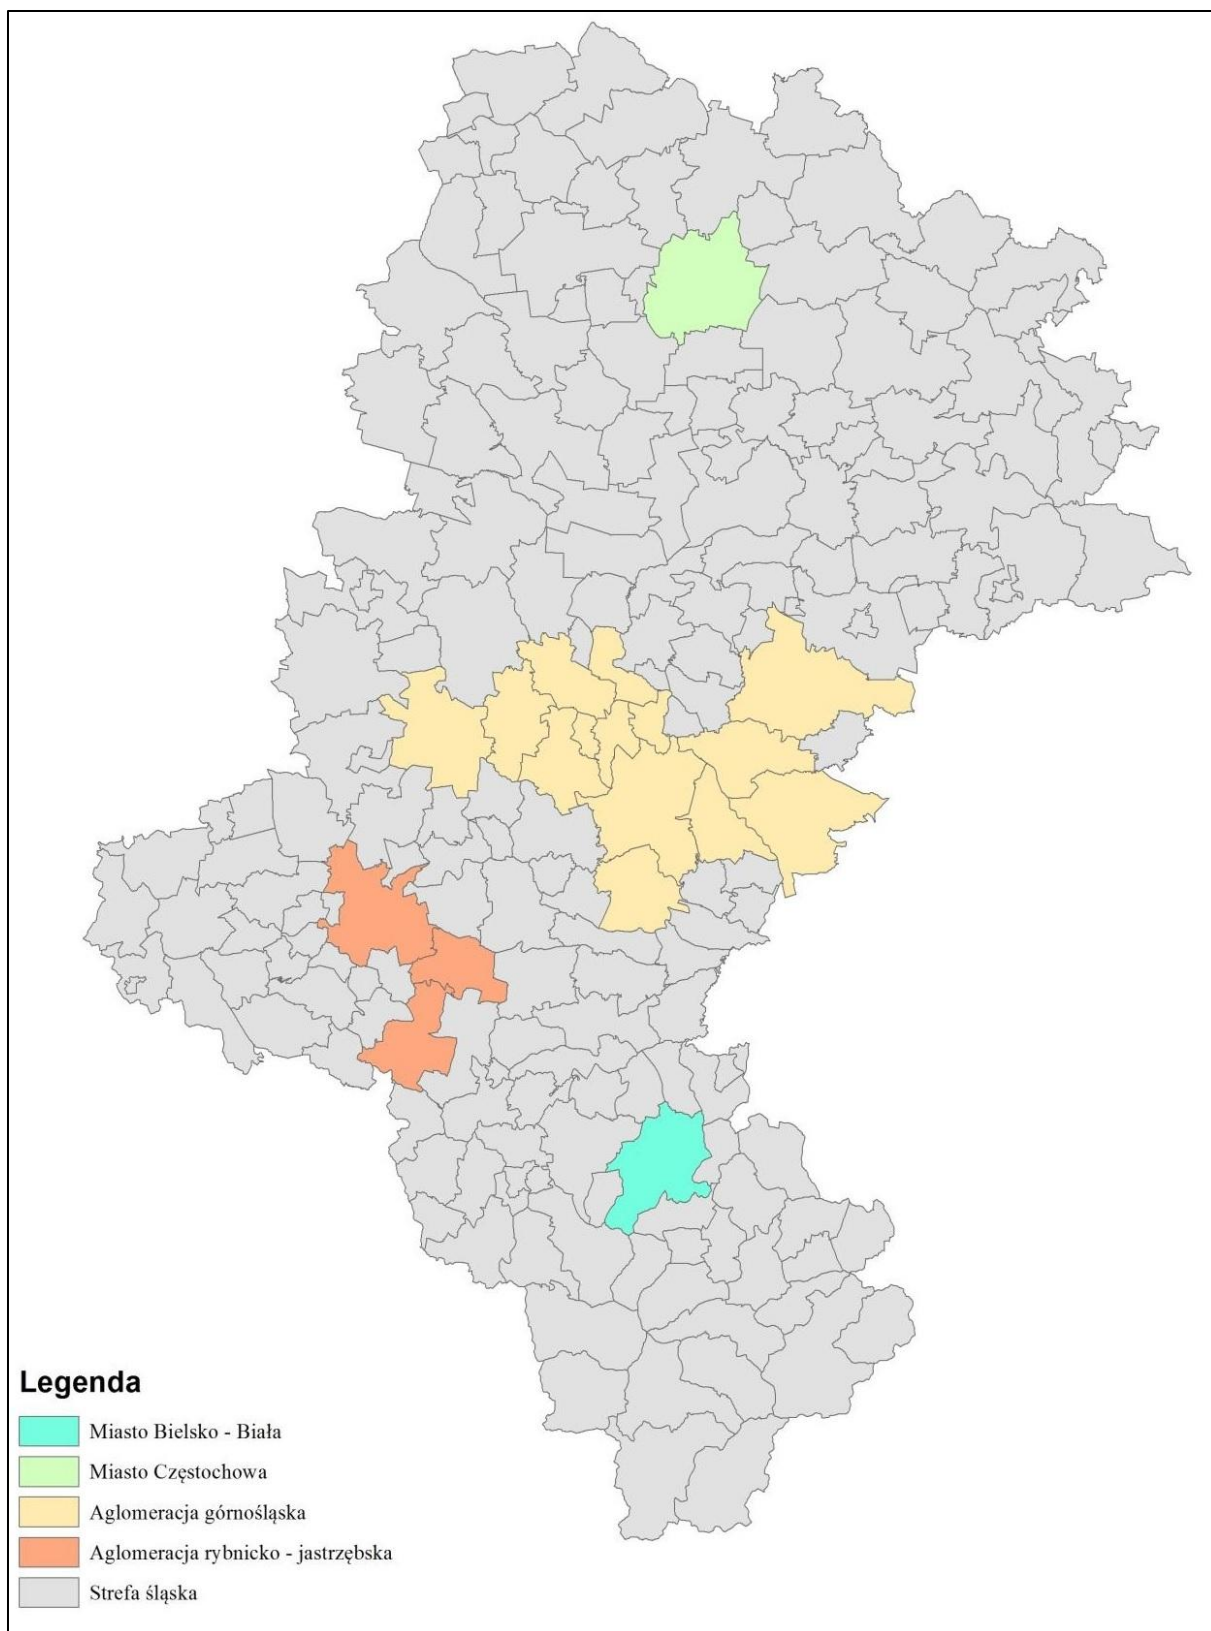 Legenda
Miasto Bielsko - Biała
Miasto Częstochowa
Aglomeracja górnośląska
Aglomeracja rybnicko - jastrzębska
Strefa śląska